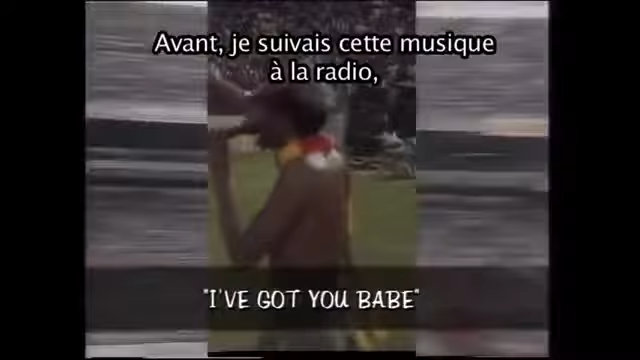 Avant, je suivais cette musique
à la radio,
"I'VE GOT YOU BABE"